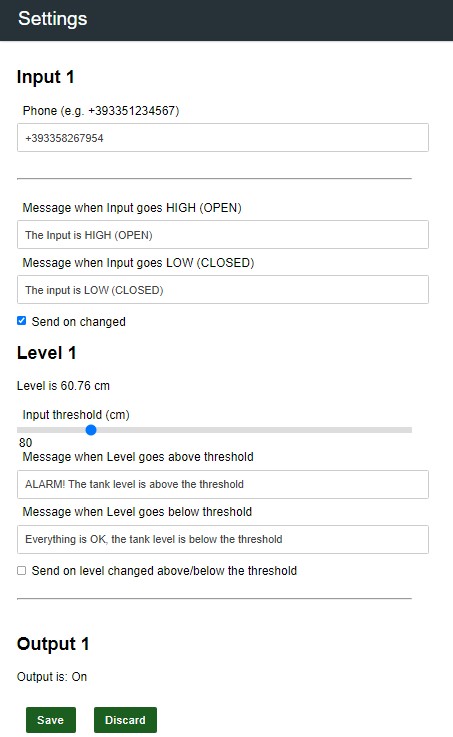 Settings
Input 1
Phone (e.g. +393351234567)
+393358267954
Message when Input goes HIGH (OPEN)
The Input is HIGH (OPEN)
Message when Input goes LOW (CLOSED)
The input is LOW (CLOSED)
Send on changed
Level 1
Level is 60.76 cm
Input threshold (cm)
80
Message when Level goes above threshold
ALARM! The tank level is above the threshold
Message when Level goes below threshold
Everything is OK, the tank level is below the threshold
Send on level changed above/below the threshold
Output 1
Output is: On
Save Discard